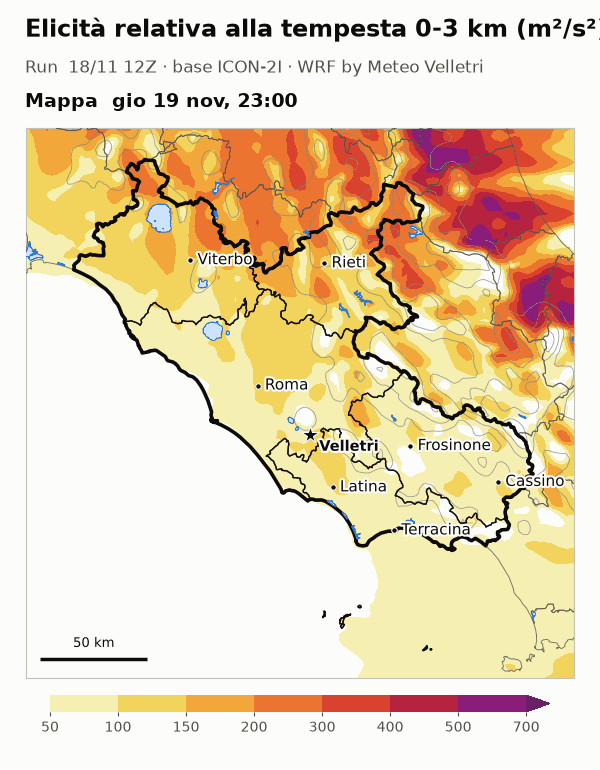 Elicità relativa alla tempesta 0-3 km (m²/s²)
Run 18/11 12Z · base ICON-2I · WRF by Meteo Velletri
Mappa gio 19 nov, 23:00
Viterbo
Rieti
Roma
Velletri
Frosinone
Latina
Cassino
Terracina
50 km
50 100 150 200 300 400 500 700